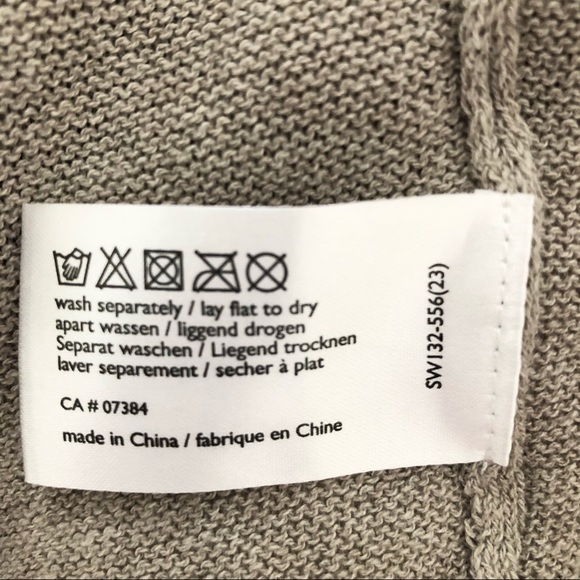 wash separately / lay flat to dry
apart wassen / liggend drogen
Separat waschen / Liegend trocknen
laver separement / secher à plat
CA # 07384
made in China / fabrique en Chine
SW132-556(23)